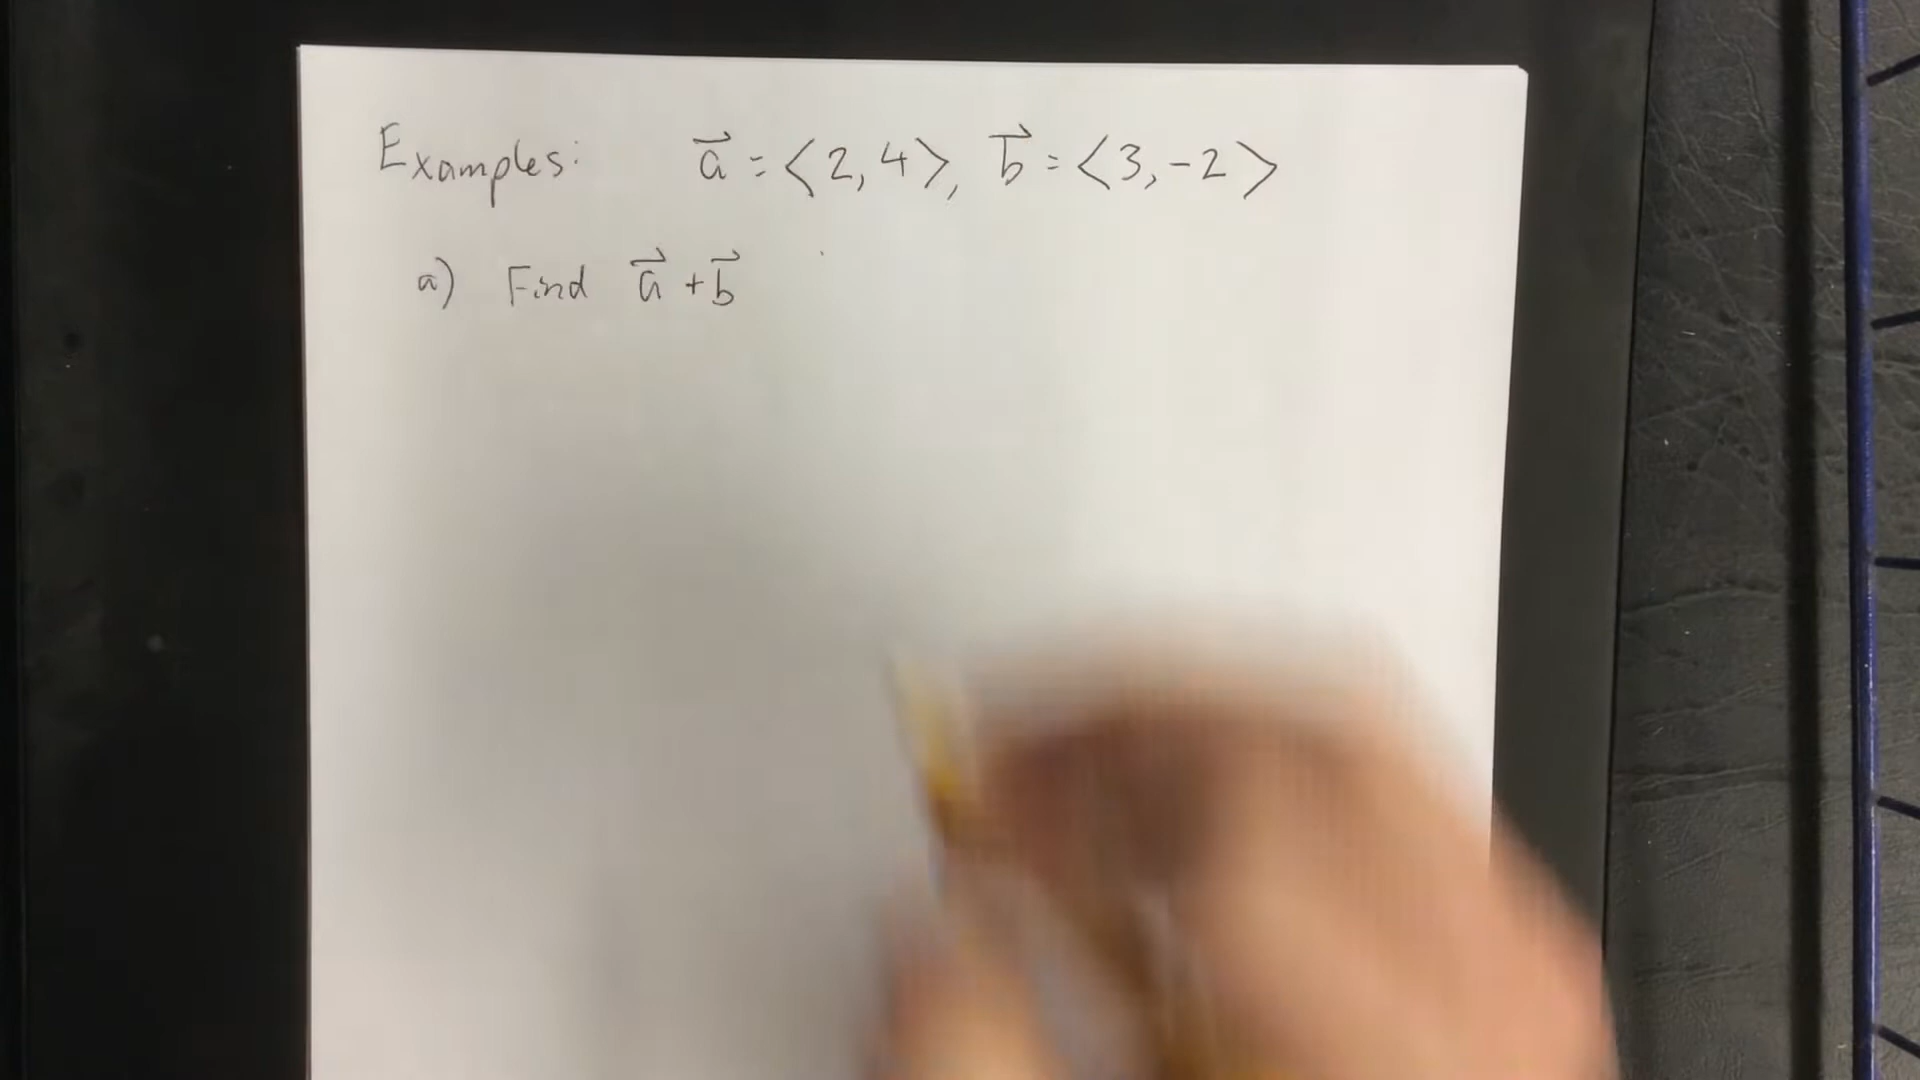 Examples: a⃗ = ⟨2, 4⟩, b⃗ = ⟨3, -2⟩
a) Find a⃗ + b⃗